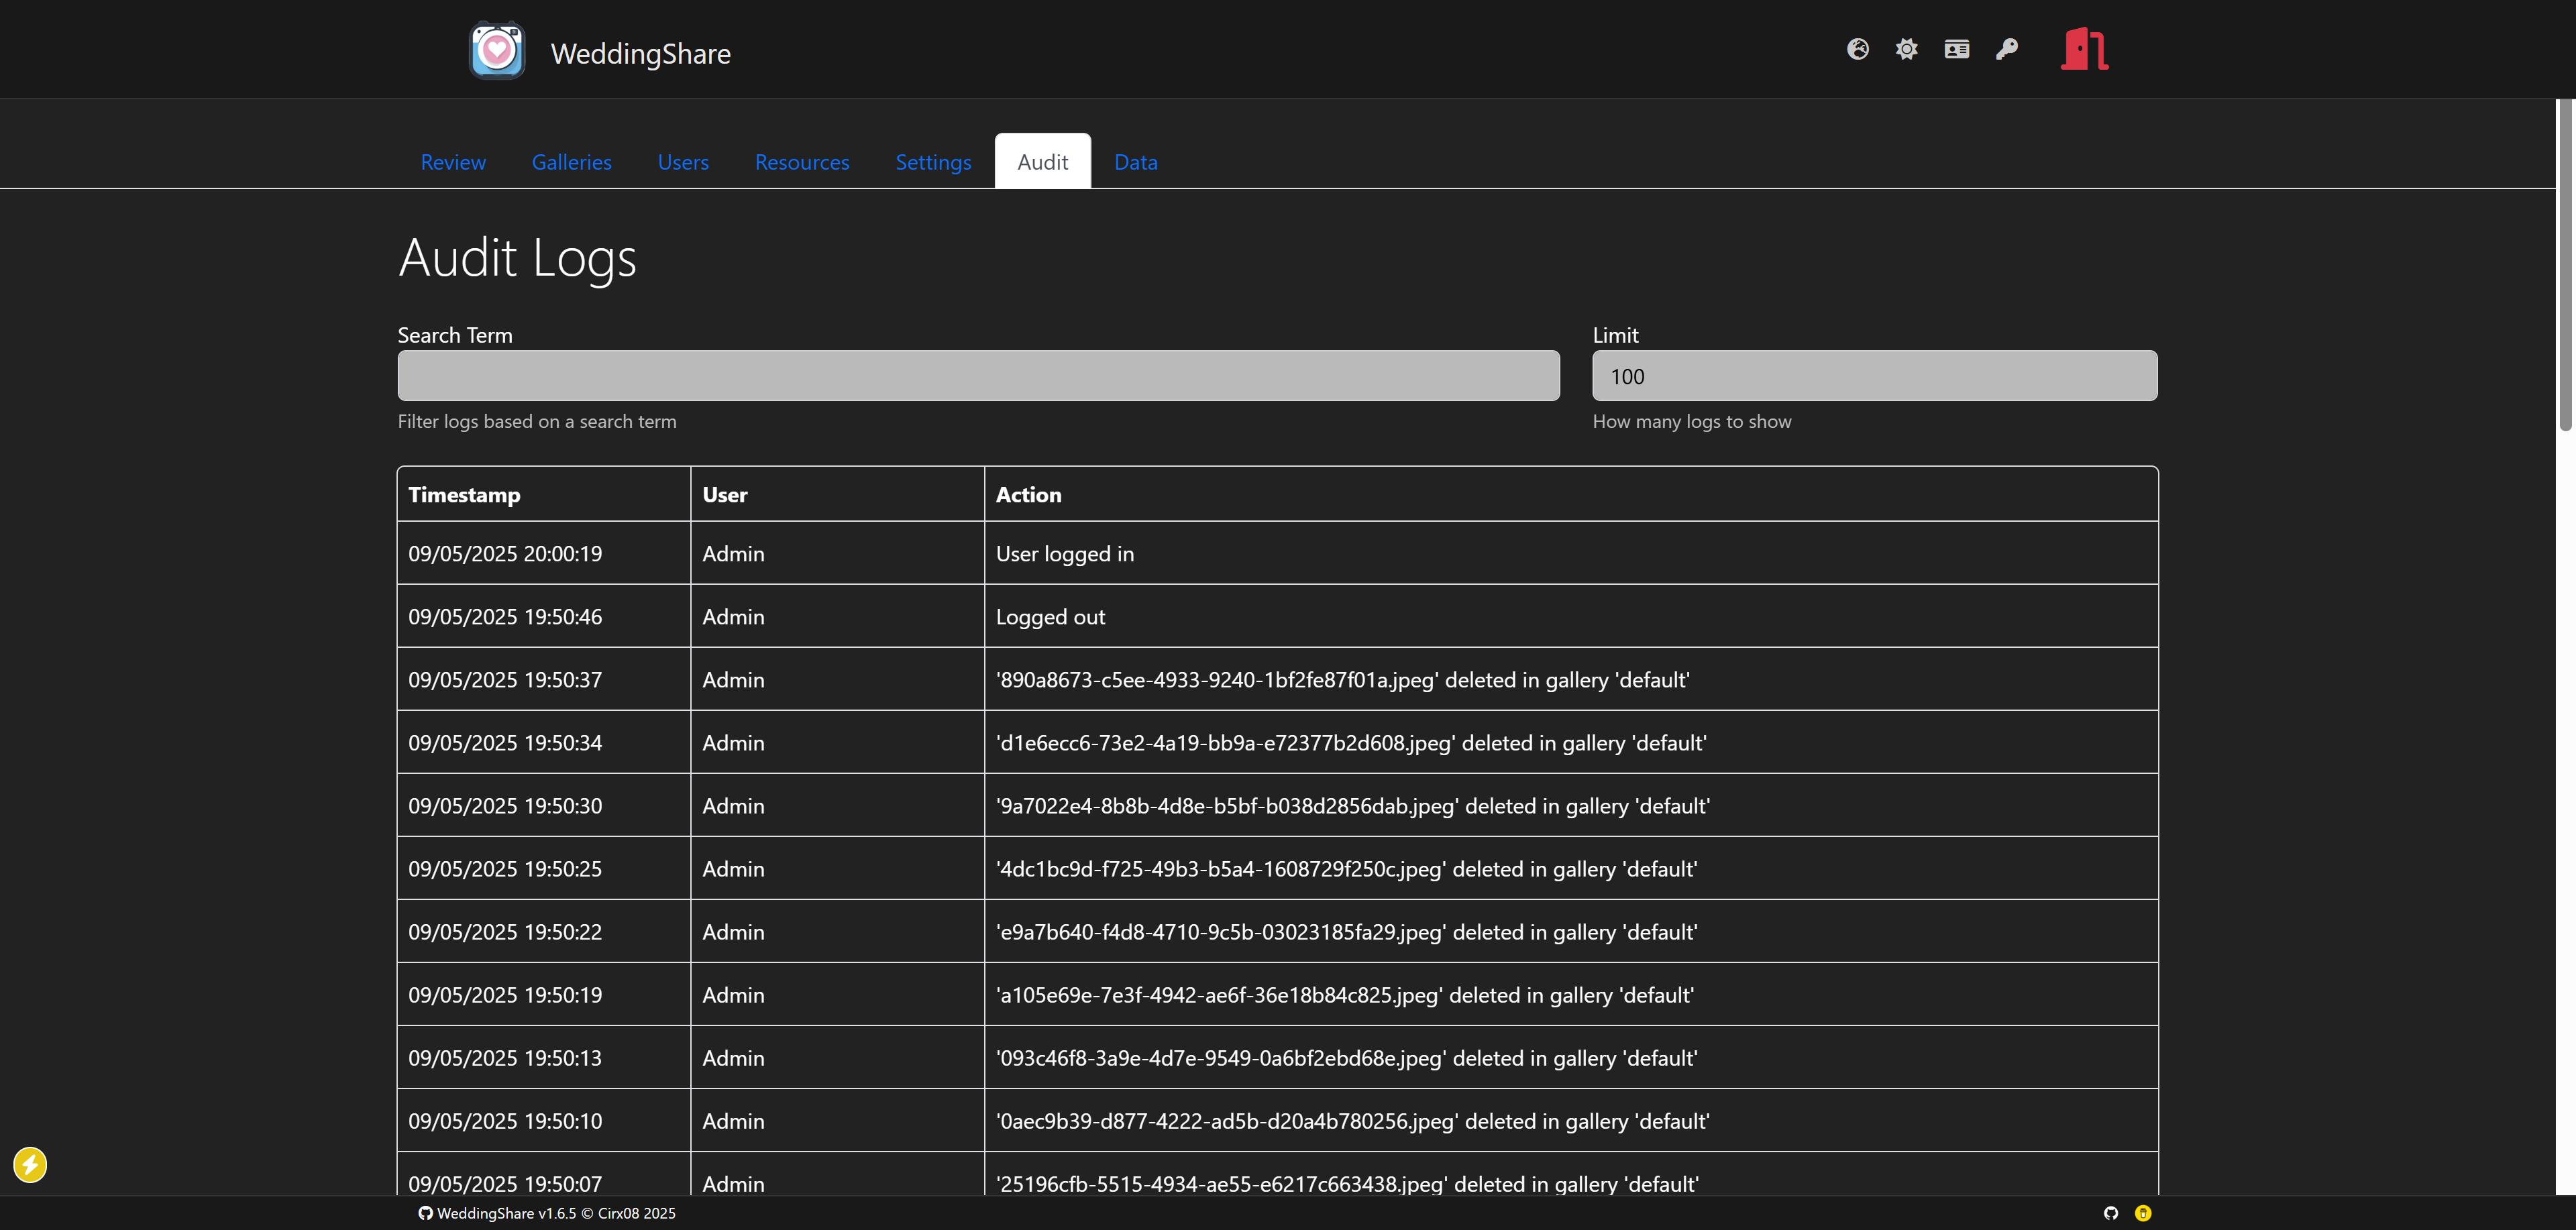 WeddingShare
Review Galleries Users Resources Settings Audit Data
Audit Logs
Search Term Limit
100
Filter logs based on a search term How many logs to show
Timestamp User Action
09/05/2025 20:00:19 Admin User logged in
09/05/2025 19:50:46 Admin Logged out
09/05/2025 19:50:37 Admin '890a8673-c5ee-4933-9240-1bf2fe87f01a.jpeg' deleted in gallery 'default'
09/05/2025 19:50:34 Admin 'd1e6ecc6-73e2-4a19-bb9a-e72377b2d608.jpeg' deleted in gallery 'default'
09/05/2025 19:50:30 Admin '9a7022e4-8b8b-4d8e-b5bf-b038d2856dab.jpeg' deleted in gallery 'default'
09/05/2025 19:50:25 Admin '4dc1bc9d-f725-49b3-b5a4-1608729f250c.jpeg' deleted in gallery 'default'
09/05/2025 19:50:22 Admin 'e9a7b640-f4d8-4710-9c5b-03023185fa29.jpeg' deleted in gallery 'default'
09/05/2025 19:50:19 Admin 'a105e69e-7e3f-4942-ae6f-36e18b84c825.jpeg' deleted in gallery 'default'
09/05/2025 19:50:13 Admin '093c46f8-3a9e-4d7e-9549-0a6bf2ebd68e.jpeg' deleted in gallery 'default'
09/05/2025 19:50:10 Admin '0aec9b39-d877-4222-ad5b-d20a4b780256.jpeg' deleted in gallery 'default'
09/05/2025 19:50:07 Admin '25196cfb-5515-4934-ae55-e6217c663438.jpeg' deleted in gallery 'default'
WeddingShare v1.6.5 © Cirx08 2025